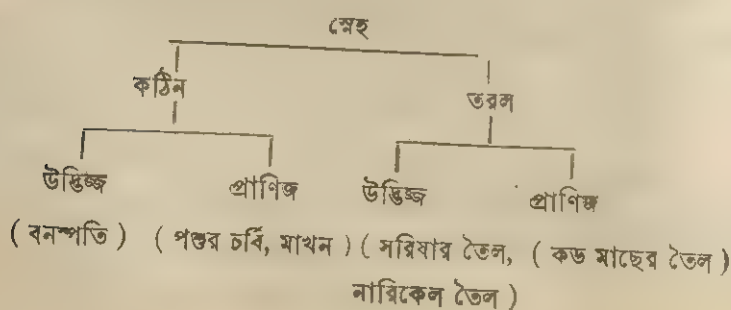 স্নেহ
কঠিন তরল
উদ্ভিজ্জ প্রাণিজ উদ্ভিজ্জ প্রাণিজ
( বনস্পতি ) ( পশুর চর্বি, মাখন ) ( সরিষার তৈল, ( কড মাছের তৈল )
নারিকেল তৈল )